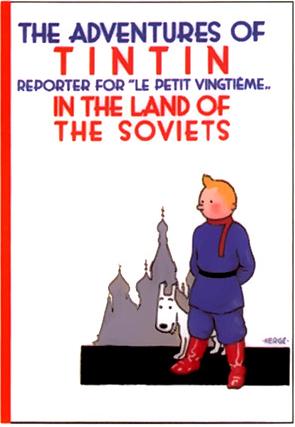 THE ADVENTURES OF
TINTIN
REPORTER FOR "LE PETIT VINGTIÈME„
IN THE LAND OF
THE SOVIETS
-HERGÉ-